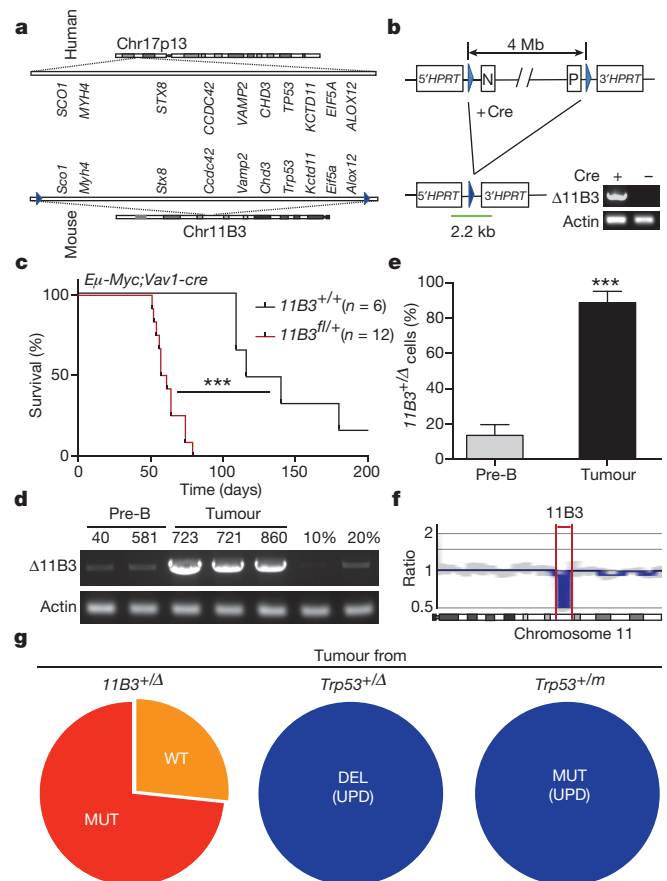 a
Human
Chr17p13
SCO1 MYH4 STX8 CCDC42 VAMP2 CHD3 TP53 KCTD11 EIF5A ALOX12
Sco1 Myh4 Stx8 Ccdc42 Vamp2 Chd3 Trp53 Kctd11 Eif5a Alox12
Mouse
Chr11B3
b
4 Mb
5′HPRT N P 3′HPRT
+Cre
5′HPRT 3′HPRT
2.2 kb
Cre + −
Δ11B3
Actin
c
Eμ-Myc;Vav1-cre
11B3+/+ (n = 6)
11B3fl/+ (n = 12)
***
Survival (%)
100
50
0
0 50 100 150 200
Time (days)
d
Pre-B Tumour
40 581 723 721 860 10% 20%
Δ11B3
Actin
e
***
11B3+/Δ cells (%)
100
80
60
40
20
0
Pre-B Tumour
f
11B3
Ratio
2
1
0.5
Chromosome 11
g
Tumour from
11B3+/Δ Trp53+/Δ Trp53+/m
WT
MUT
DEL
(UPD)
MUT
(UPD)